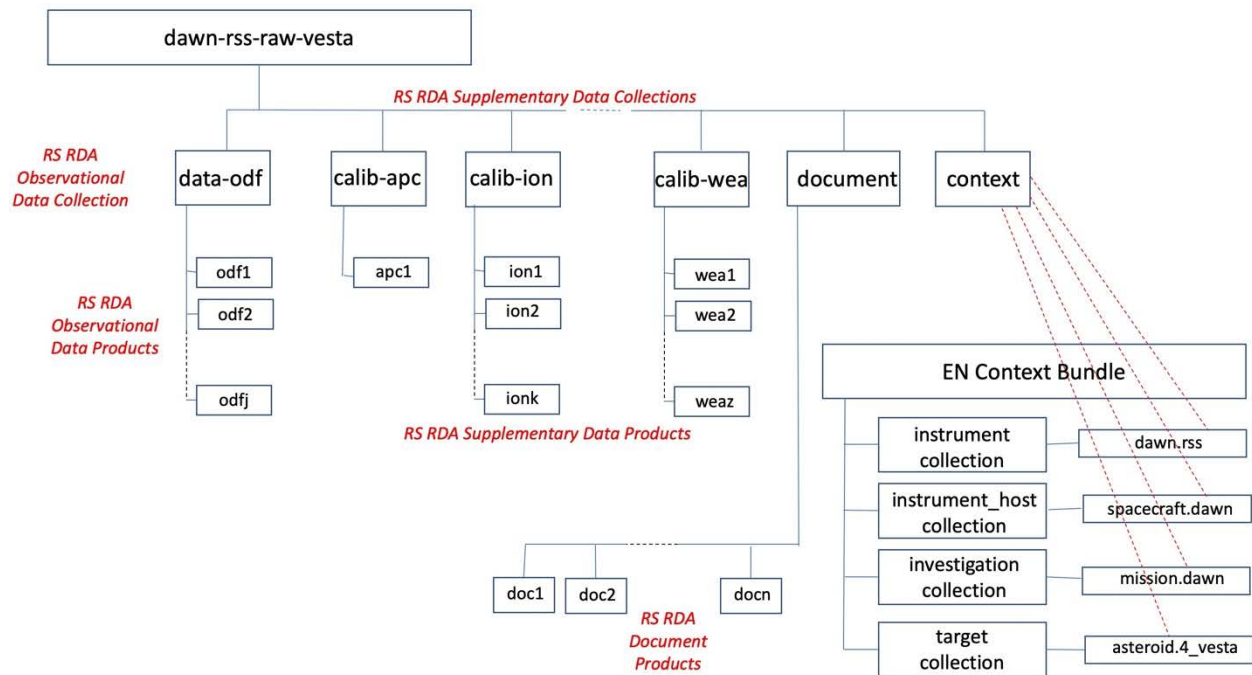 dawn-rss-raw-vesta
RS RDA Supplementary Data Collections
RS RDA
Observational
Data Collection
data-odf
calib-apc
calib-ion
calib-wea
document
context
odf1
apc1
ion1
wea1
odf2
ion2
wea2
RS RDA
Observational
Data Products
odfj
ionk
weaz
RS RDA Supplementary Data Products
EN Context Bundle
instrument
collection
dawn.rss
instrument_host
collection
spacecraft.dawn
investigation
collection
mission.dawn
target
collection
asteroid.4_vesta
doc1
doc2
docn
RS RDA
Document
Products